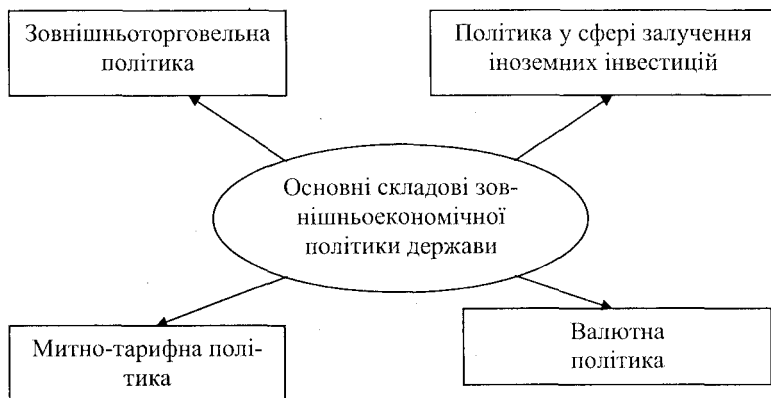 Зовнішньоторговельна
політика
Політика у сфері залучення
іноземних інвестицій
Основні складові зов-
нішньоекономічної
політики держави
Митно-тарифна полі-
тика
Валютна
політика